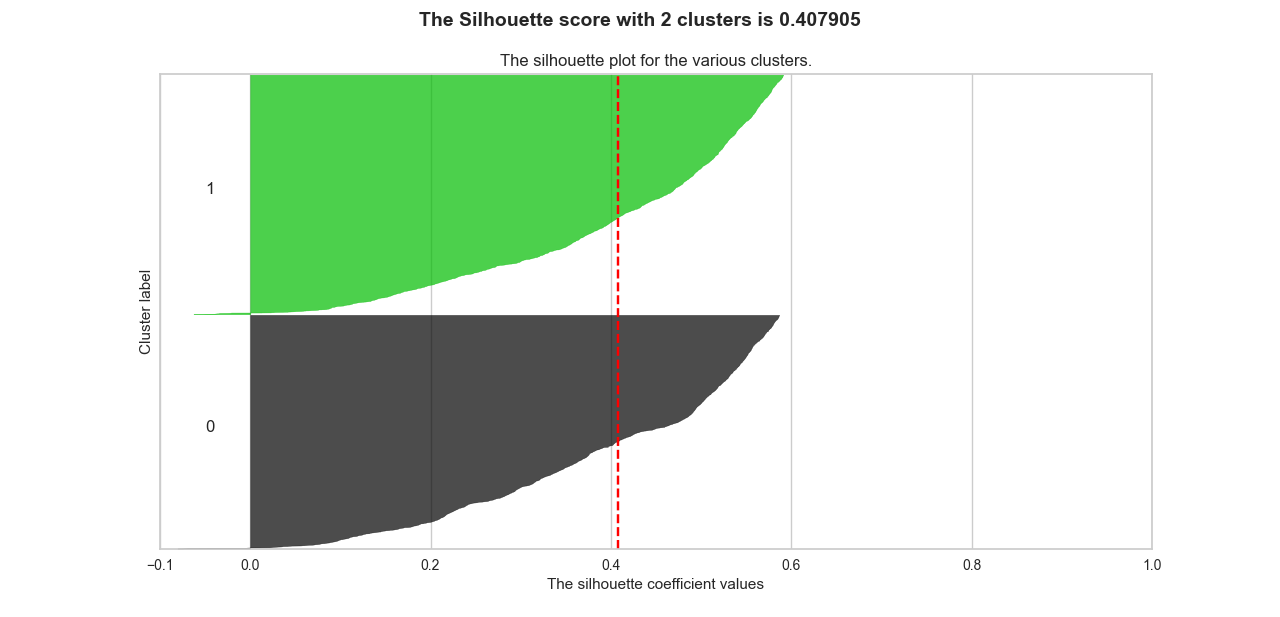 The Silhouette score with 2 clusters is 0.407905
The silhouette plot for the various clusters.
1
0
Cluster label
−0.1 0.0 0.2 0.4 0.6 0.8 1.0
The silhouette coefficient values